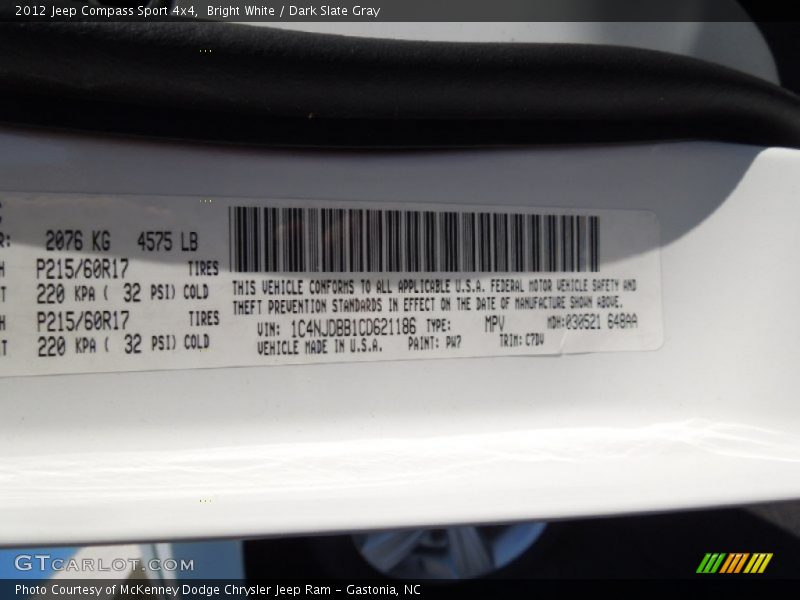 2012 Jeep Compass Sport 4x4, Bright White / Dark Slate Gray
2076 KG 4575 LB
P215/60R17 TIRES
220 KPA ( 32 PSI) COLD
P215/60R17 TIRES
220 KPA ( 32 PSI) COLD
THIS VEHICLE CONFORMS TO ALL APPLICABLE U.S.A. FEDERAL MOTOR VEHICLE SAFETY AND
THEFT PREVENTION STANDARDS IN EFFECT ON THE DATE OF MANUFACTURE SHOWN ABOVE.
VIN: 1C4NJDBB1CD621186 TYPE: MPV MDH:030521 648AA
VEHICLE MADE IN U.S.A. PAINT: PW7 TRIM: C7DV
GTCARLOT.COM
Photo Courtesy of McKenney Dodge Chrysler Jeep Ram - Gastonia, NC